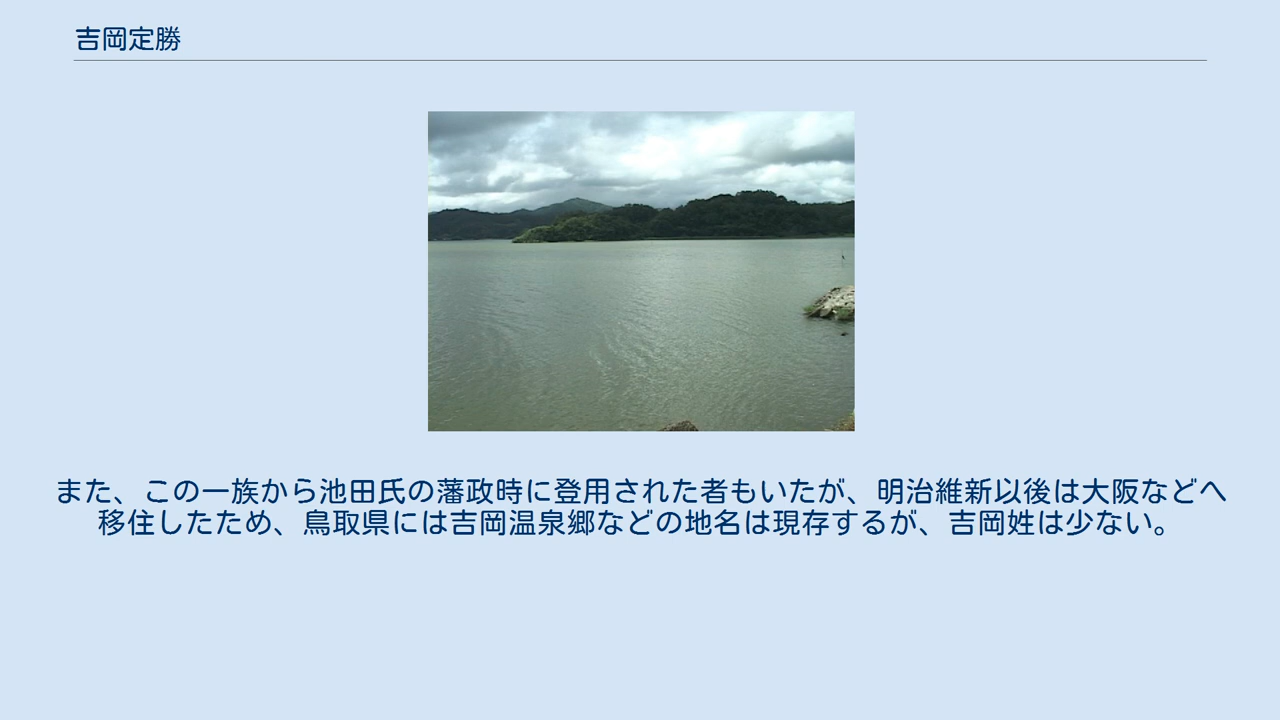 吉岡定勝
また、この一族から池田氏の藩政時に登用された者もいたが、明治維新以後は大阪などへ
移住したため、鳥取県には吉岡温泉郷などの地名は現存するが、吉岡姓は少ない。